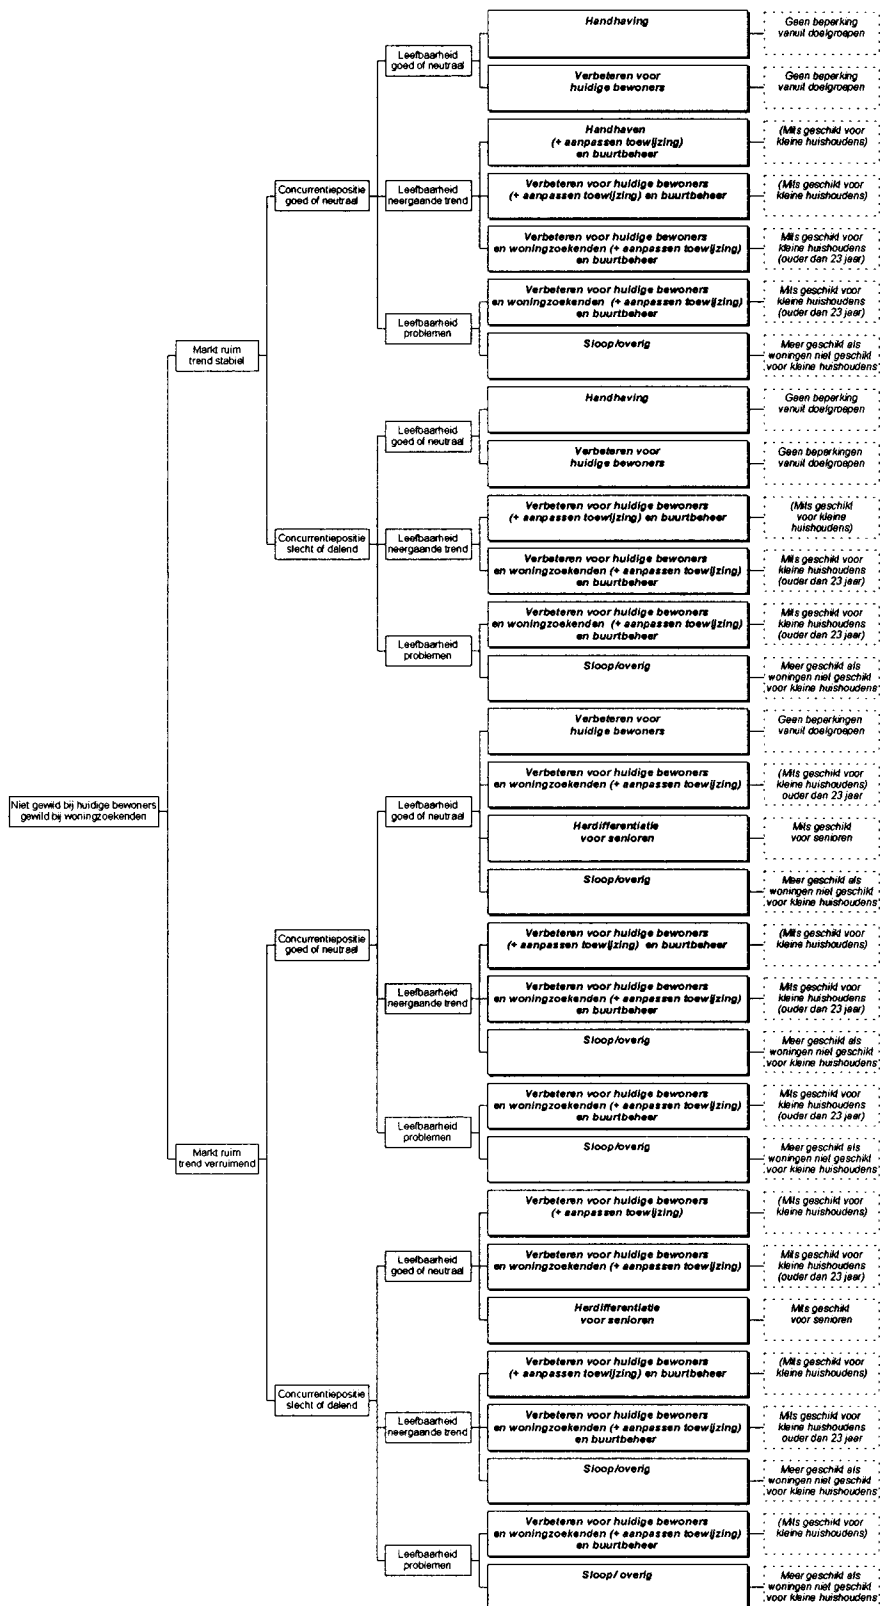 Niet gewild bij huidige bewoners
gewild bij woningzoekenden
Markt ruim
trend stabiel
Concurrentiepositie
goed of neutraal
Leefbaarheid
goed of neutraal
Handhaving
Geen beperking
vanuit doelgroepen
Verbeteren voor
huidige bewoners
Geen beperking
vanuit doelgroepen
Leefbaarheid
neergaande trend
Handhaven
(+ aanpassen toewijzing)
en buurtbeheer
(Mits geschikt voor
kleine huishoudens)
Verbeteren voor huidige bewoners
(+ aanpassen toewijzing) en buurtbeheer
(Mits geschikt voor
kleine huishoudens)
Verbeteren voor huidige bewoners
en woningzoekenden (+ aanpassen toewijzing)
en buurtbeheer
Mits geschikt voor
kleine huishoudens
(ouder dan 23 jaar)
Leefbaarheid
problemen
Verbeteren voor huidige bewoners
en woningzoekenden (+ aanpassen toewijzing)
en buurtbeheer
Mits geschikt voor
kleine huishoudens
(ouder dan 23 jaar)
Sloop/overig
Meer geschikt als
woningen niet geschikt
voor kleine huishoudens
Concurrentiepositie
slecht of dalend
Leefbaarheid
goed of neutraal
Handhaving
Geen beperking
vanuit doelgroepen
Verbeteren voor
huidige bewoners
Geen beperkingen
vanuit doelgroepen
Leefbaarheid
neergaande trend
Verbeteren voor huidige bewoners
(+ aanpassen toewijzing) en buurtbeheer
(Mits geschikt
voor kleine
huishoudens)
Verbeteren voor huidige bewoners
en woningzoekenden (+ aanpassen toewijzing)
en buurtbeheer
Mits geschikt voor
kleine huishoudens
(ouder dan 23 jaar)
Leefbaarheid
problemen
Verbeteren voor huidige bewoners
en woningzoekenden (+ aanpassen toewijzing)
en buurtbeheer
Mits geschikt voor
kleine huishoudens
(ouder dan 23 jaar)
Sloop/overig
Meer geschikt als
woningen niet geschikt
voor kleine huishoudens
Markt ruim
trend verruimend
Concurrentiepositie
goed of neutraal
Leefbaarheid
goed of neutraal
Verbeteren voor
huidige bewoners
Geen beperkingen
vanuit doelgroepen
Verbeteren voor huidige bewoners
en woningzoekenden (+ aanpassen toewijzing)
(Mits geschikt voor
kleine huishoudens)
ouder dan 23 jaar
Herdifferentiatie
voor senioren
Mits geschikt
voor senioren
Sloop/overig
Meer geschikt als
woningen niet geschikt
voor kleine huishoudens
Leefbaarheid
neergaande trend
Verbeteren voor huidige bewoners
(+ aanpassen toewijzing) en buurtbeheer
(Mits geschikt voor
kleine huishoudens)
Verbeteren voor huidige bewoners
en woningzoekenden (+ aanpassen toewijzing)
en buurtbeheer
Mits geschikt voor
kleine huishoudens
(ouder dan 23 jaar)
Sloop/overig
Meer geschikt als
woningen niet geschikt
voor kleine huishoudens
Leefbaarheid
problemen
Verbeteren voor huidige bewoners
en woningzoekenden (+ aanpassen toewijzing)
en buurtbeheer
Mits geschikt voor
kleine huishoudens
(ouder dan 23 jaar)
Sloop/overig
Meer geschikt als
woningen niet geschikt
voor kleine huishoudens
Concurrentiepositie
slecht of dalend
Leefbaarheid
goed of neutraal
Verbeteren voor huidige bewoners
(+ aanpassen toewijzing)
(Mits geschikt voor
kleine huishoudens)
Verbeteren voor huidige bewoners
en woningzoekenden (+ aanpassen toewijzing)
Mits geschikt voor
kleine huishoudens
(ouder dan 23 jaar)
Herdifferentiatie
voor senioren
Mits geschikt
voor senioren
Leefbaarheid
neergaande trend
Verbeteren voor huidige bewoners
(+ aanpassen toewijzing) en buurtbeheer
(Mits geschikt voor
kleine huishoudens)
Verbeteren voor huidige bewoners
en woningzoekenden (+ aanpassen toewijzing)
en buurtbeheer
Mits geschikt voor
kleine huishoudens
ouder dan 23 jaar
Sloop/overig
Meer geschikt als
woningen niet geschikt
voor kleine huishoudens
Leefbaarheid
problemen
Verbeteren voor huidige bewoners
en woningzoekenden (+ aanpassen toewijzing)
en buurtbeheer
(Mits geschikt voor
kleine huishoudens)
Sloop/ overig
Meer geschikt als
woningen niet geschikt
voor kleine huishoudens